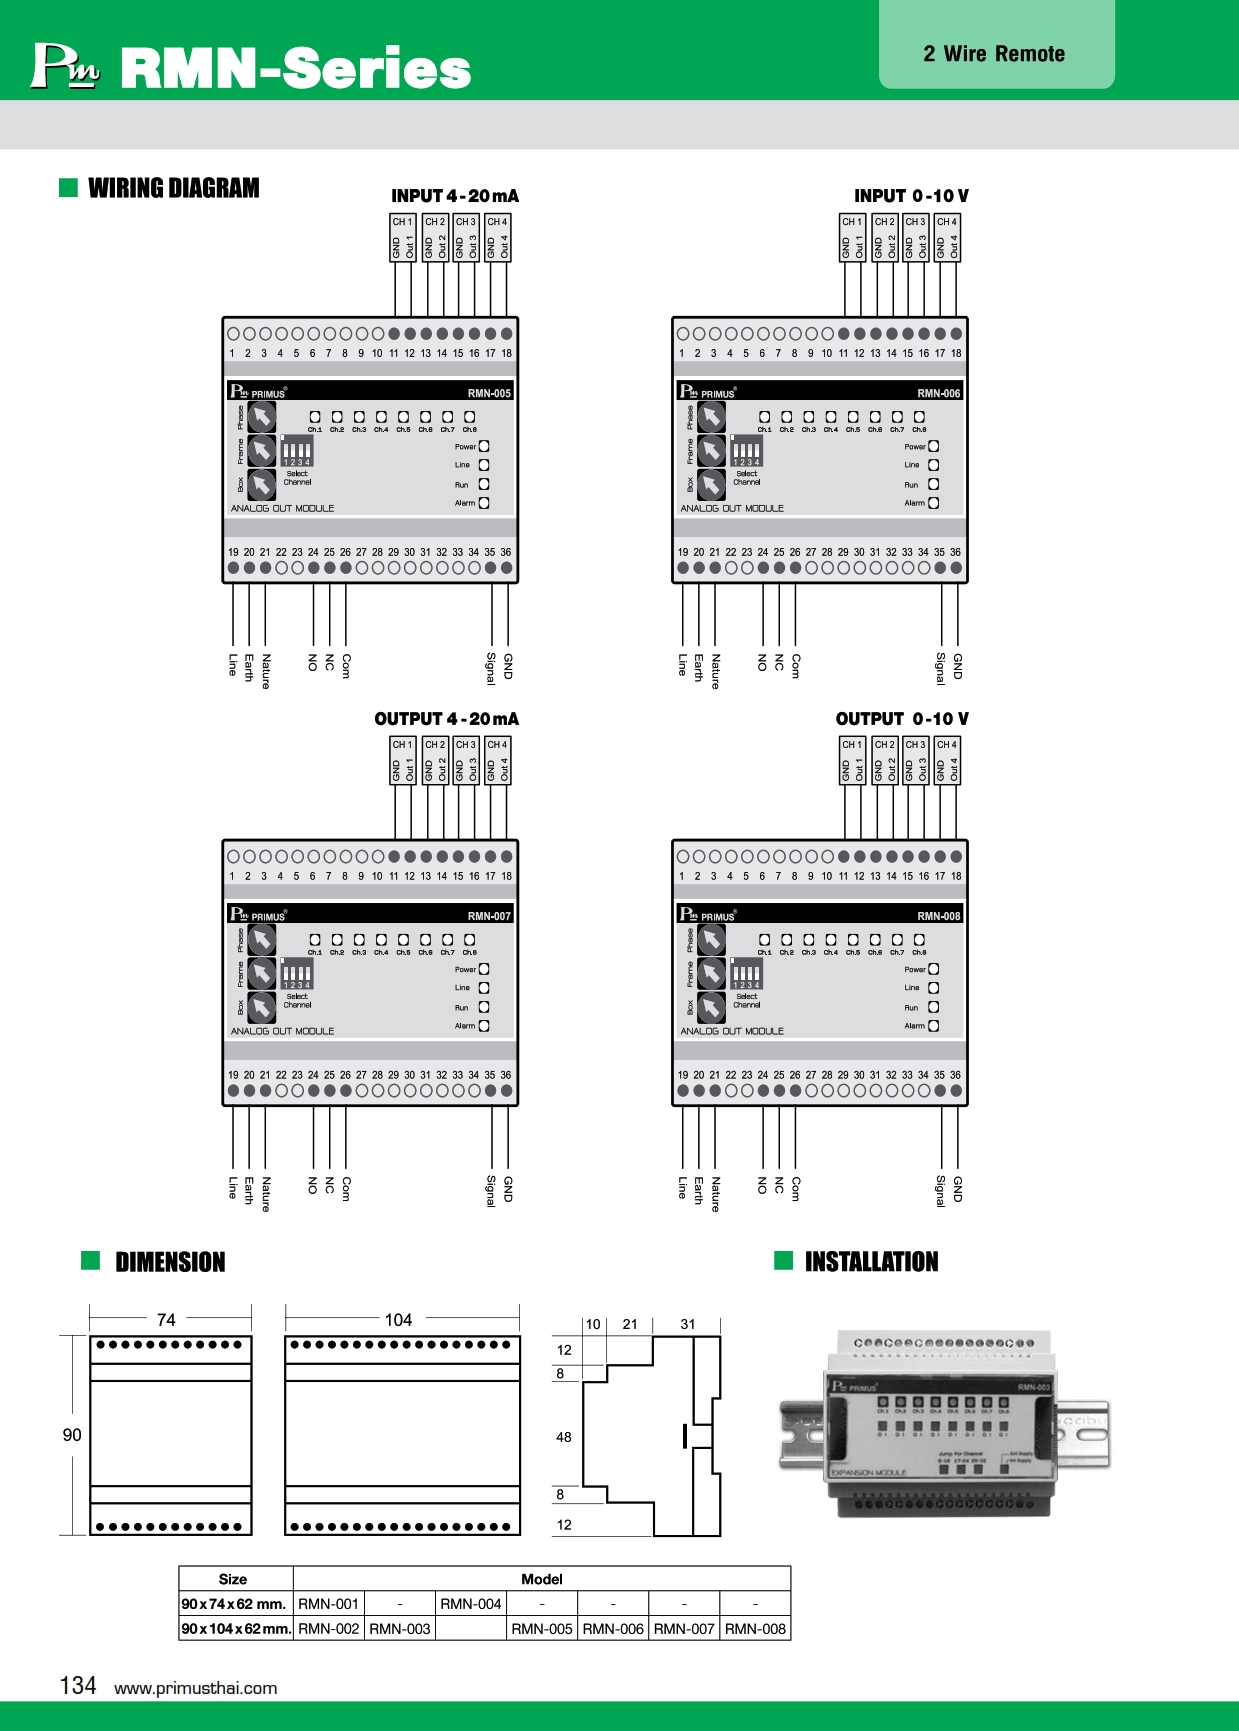 Pm RMN-Series
2 Wire Remote
WIRING DIAGRAM
INPUT 4 - 20 mA
CH 1 CH 2 CH 3 CH 4
GND Out 1 GND Out 2 GND Out 3 GND Out 4
1 2 3 4 5 6 7 8 9 10 11 12 13 14 15 16 17 18
Pm PRIMUS® RMN-005
Phase
Frame
Box
Ch.1 Ch.2 Ch.3 Ch.4 Ch.5 Ch.6 Ch.7 Ch.8
1 2 3 4
Select
Channel
Power
Line
Run
Alarm
ANALOG OUT MODULE
19 20 21 22 23 24 25 26 27 28 29 30 31 32 33 34 35 36
Line Earth Nature NO NC Com Signal GND
INPUT 0 -10 V
CH 1 CH 2 CH 3 CH 4
GND Out 1 GND Out 2 GND Out 3 GND Out 4
1 2 3 4 5 6 7 8 9 10 11 12 13 14 15 16 17 18
Pm PRIMUS® RMN-006
Phase
Frame
Box
Ch.1 Ch.2 Ch.3 Ch.4 Ch.5 Ch.6 Ch.7 Ch.8
1 2 3 4
Select
Channel
Power
Line
Run
Alarm
ANALOG OUT MODULE
19 20 21 22 23 24 25 26 27 28 29 30 31 32 33 34 35 36
Line Earth Nature NO NC Com Signal GND
OUTPUT 4 - 20 mA
CH 1 CH 2 CH 3 CH 4
GND Out 1 GND Out 2 GND Out 3 GND Out 4
1 2 3 4 5 6 7 8 9 10 11 12 13 14 15 16 17 18
Pm PRIMUS® RMN-007
Phase
Frame
Box
Ch.1 Ch.2 Ch.3 Ch.4 Ch.5 Ch.6 Ch.7 Ch.8
1 2 3 4
Select
Channel
Power
Line
Run
Alarm
ANALOG OUT MODULE
19 20 21 22 23 24 25 26 27 28 29 30 31 32 33 34 35 36
Line Earth Nature NO NC Com Signal GND
OUTPUT 0 -10 V
CH 1 CH 2 CH 3 CH 4
GND Out 1 GND Out 2 GND Out 3 GND Out 4
1 2 3 4 5 6 7 8 9 10 11 12 13 14 15 16 17 18
Pm PRIMUS® RMN-008
Phase
Frame
Box
Ch.1 Ch.2 Ch.3 Ch.4 Ch.5 Ch.6 Ch.7 Ch.8
1 2 3 4
Select
Channel
Power
Line
Run
Alarm
ANALOG OUT MODULE
19 20 21 22 23 24 25 26 27 28 29 30 31 32 33 34 35 36
Line Earth Nature NO NC Com Signal GND
DIMENSION
74
104
90
10 21 31
12
8
48
8
12
INSTALLATION
Pm PRIMUS® RMN-003
Ch.1 Ch.2 Ch.3 Ch.4 Ch.5 Ch.6 Ch.7 Ch.8
Jump For Channel
EXPANSION MODULE
Size Model
90 x 74 x 62 mm. RMN-001 - RMN-004 - - - -
90 x 104 x 62 mm. RMN-002 RMN-003 RMN-005 RMN-006 RMN-007 RMN-008
134 www.primusthai.com